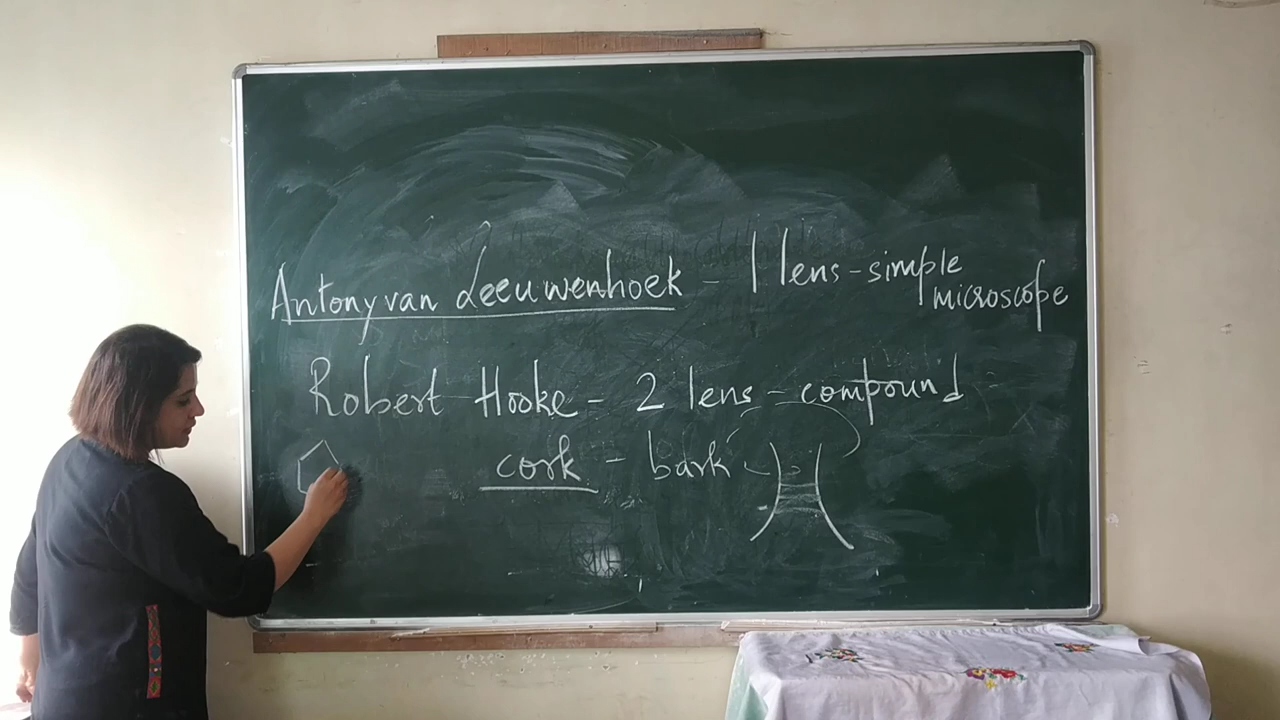 Antony van Leeuwenhoek - 1 lens - simple
microscope
Robert Hooke - 2 lens - compound
cork - bark